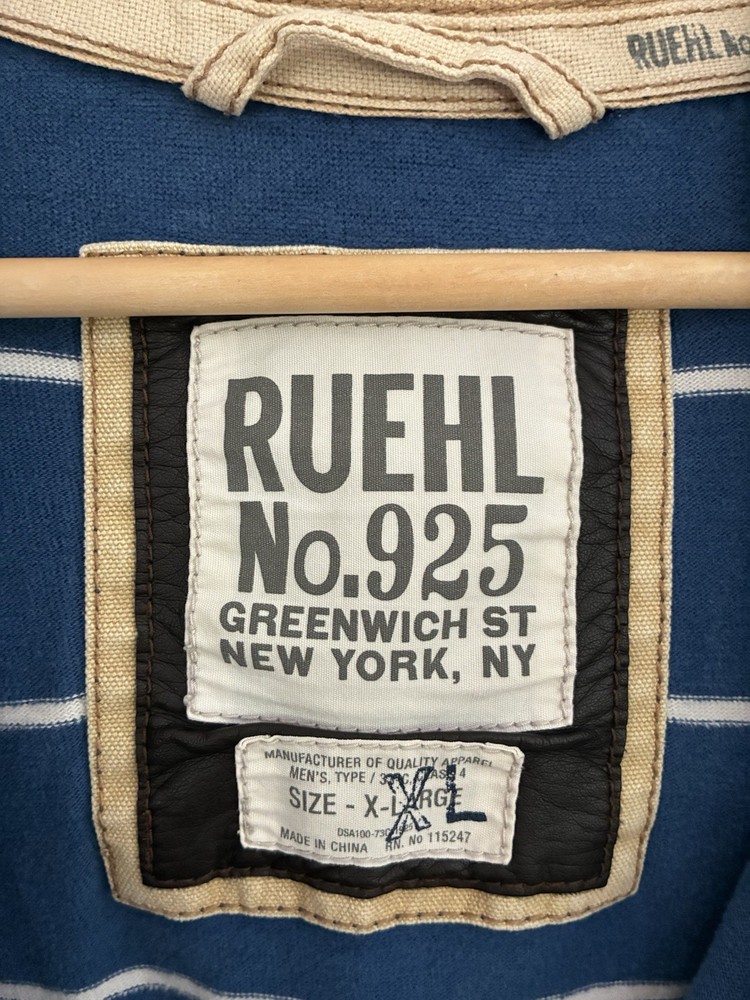 RUEHL No
RUEHL
No.925
GREENWICH ST
NEW YORK, NY
MANUFACTURER OF QUALITY APPAREL
MEN'S, TYPE /
SIZE - X-LARGE
XL
MADE IN CHINA RN. No 115247